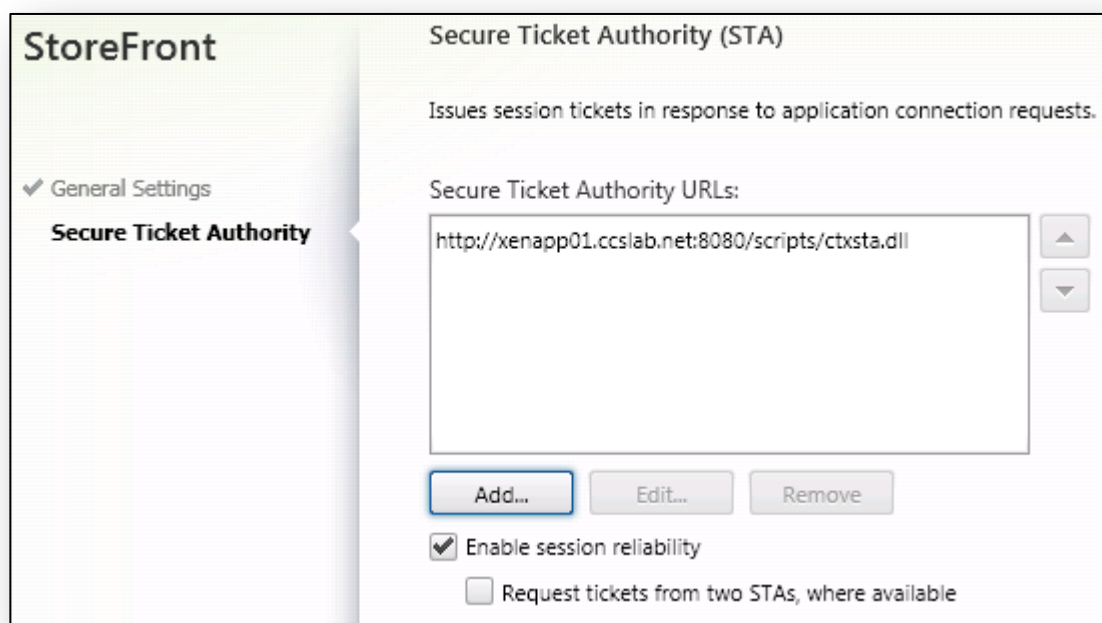 StoreFront
General Settings
Secure Ticket Authority
Secure Ticket Authority (STA)
Issues session tickets in response to application connection requests.
Secure Ticket Authority URLs:
http://xenapp01.ccslab.net:8080/scripts/ctxsta.dll
Add...
Edit...
Remove
Enable session reliability
Request tickets from two STAs, where available